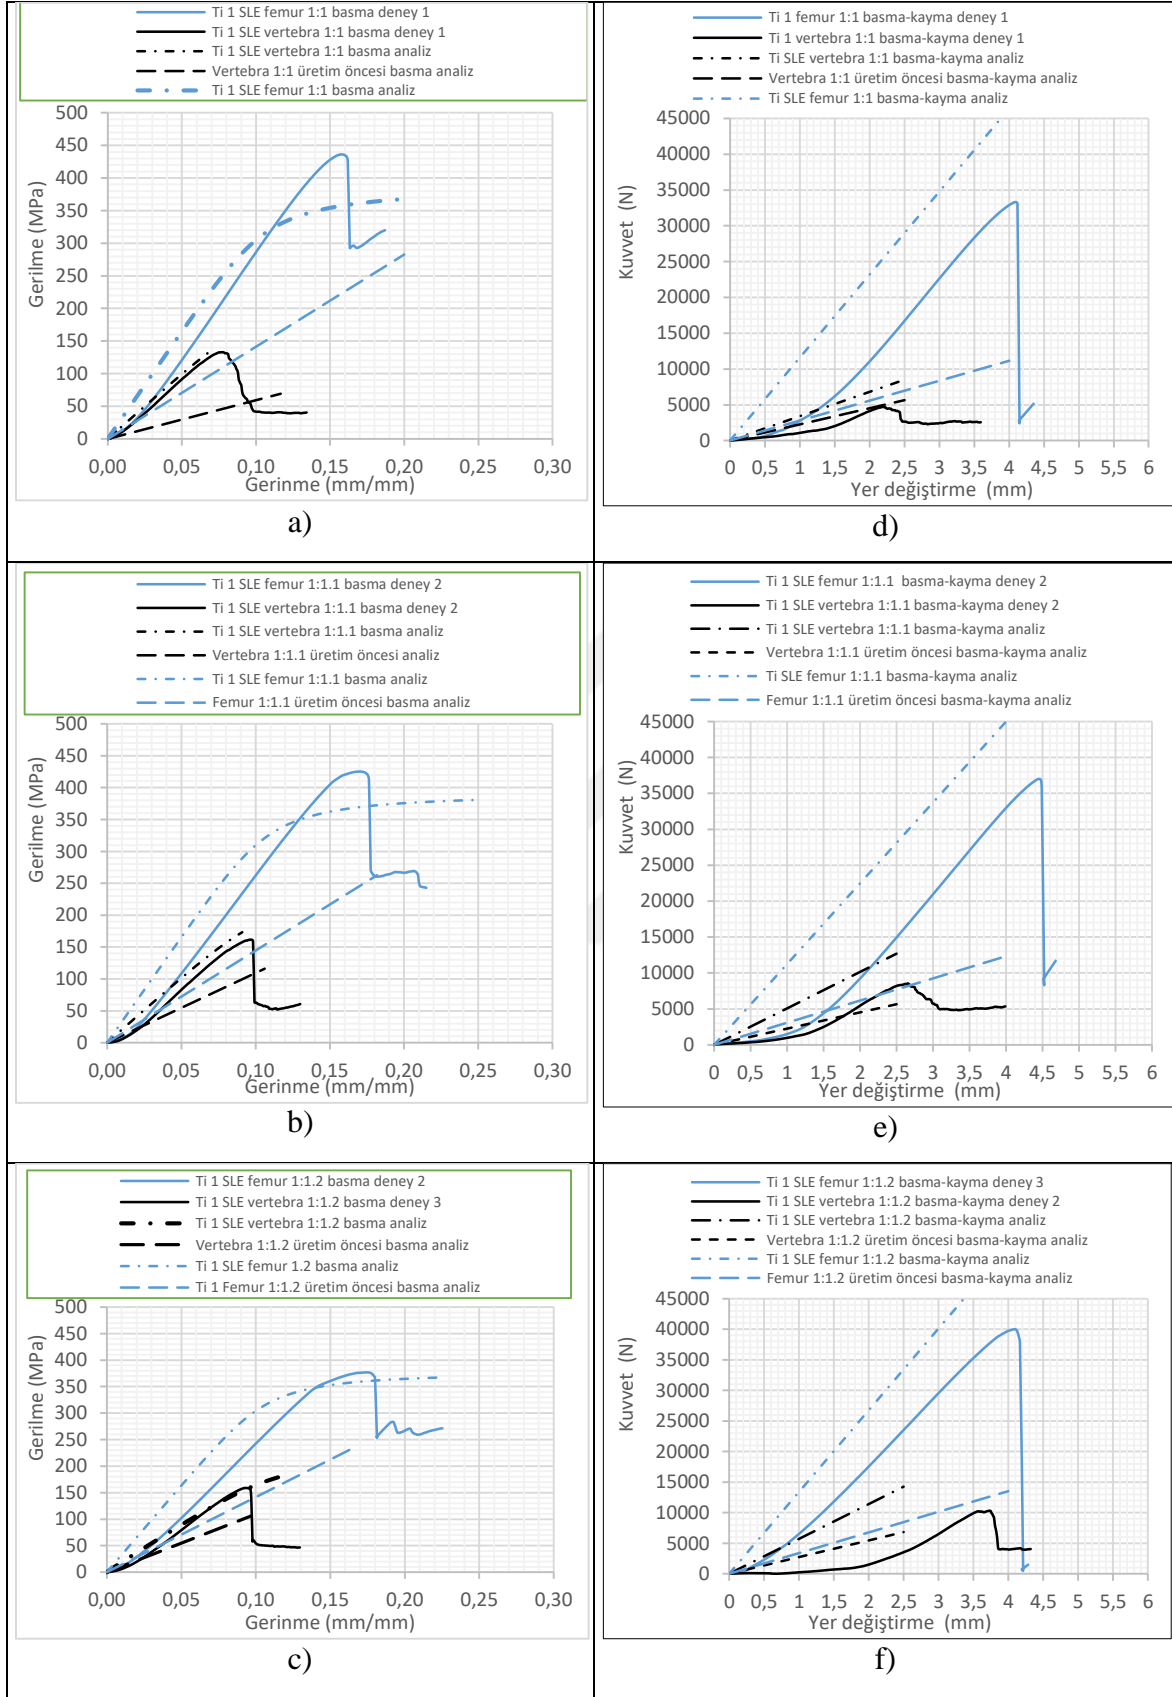 Ti 1 SLE femur 1:1 basma deney 1
Ti 1 SLE vertebra 1:1 basma deney 1
Ti 1 SLE vertebra 1:1 basma analiz
Vertebra 1:1 üretim öncesi basma analiz
Ti 1 SLE femur 1:1 basma analiz
500
450
400
350
300
250
200
150
100
50
0
Gerilme (MPa)
0,00 0,05 0,10 0,15 0,20 0,25 0,30
Gerinme (mm/mm)
a)
Ti 1 femur 1:1 basma-kayma deney 1
Ti 1 vertebra 1:1 basma-kayma deney 1
Ti SLE vertebra 1:1 basma-kayma analiz
Vertebra 1:1 üretim öncesi basma-kayma analiz
Ti SLE femur 1:1 basma-kayma analiz
45000
40000
35000
30000
25000
20000
15000
10000
5000
0
Kuvvet (N)
0 0,5 1 1,5 2 2,5 3 3,5 4 4,5 5 5,5 6
Yer değiştirme (mm)
d)
Ti 1 SLE femur 1:1.1 basma deney 2
Ti 1 SLE vertebra 1:1.1 basma deney 2
Ti 1 SLE vertebra 1:1.1 basma analiz
Vertebra 1:1.1 üretim öncesi analiz
Ti 1 SLE femur 1:1.1 basma analiz
Femur 1:1.1 üretim öncesi basma analiz
500
450
400
350
300
250
200
150
100
50
0
Gerilme (MPa)
0,00 0,05 0,10 0,15 0,20 0,25 0,30
Gerinme (mm/mm)
b)
Ti 1 SLE femur 1:1.1 basma-kayma deney 2
Ti 1 SLE vertebra 1:1.1 basma-kayma deney 2
Ti 1 SLE vertebra 1:1.1 basma-kayma analiz
Vertebra 1:1.1 üretim öncesi basma-kayma analiz
Ti SLE femur 1:1.1 basma-kayma analiz
Femur 1:1.1 üretim öncesi basma-kayma analiz
45000
40000
35000
30000
25000
20000
15000
10000
5000
0
Kuvvet (N)
0 0,5 1 1,5 2 2,5 3 3,5 4 4,5 5 5,5 6
Yer değiştirme (mm)
e)
Ti 1 SLE femur 1:1.2 basma deney 2
Ti 1 SLE vertebra 1:1.2 basma deney 3
Ti 1 SLE vertebra 1:1.2 basma analiz
Vertebra 1:1.2 üretim öncesi basma analiz
Ti 1 SLE femur 1.2 basma analiz
Ti 1 Femur 1:1.2 üretim öncesi basma analiz
500
450
400
350
300
250
200
150
100
50
0
Gerilme (MPa)
0,00 0,05 0,10 0,15 0,20 0,25 0,30
Gerinme (mm/mm)
c)
Ti 1 SLE femur 1:1.2 basma-kayma deney 3
Ti 1 SLE vertebra 1:1.2 basma-kayma deney 2
Ti 1 SLE vertebra 1:1.2 basma-kayma analiz
Vertebra 1:1.2 üretim öncesi basma-kayma analiz
Ti 1 SLE femur 1:1.2 basma-kayma analiz
Femur 1:1.2 üretim öncesi basma-kayma analiz
45000
40000
35000
30000
25000
20000
15000
10000
5000
0
Kuvvet (N)
0 0,5 1 1,5 2 2,5 3 3,5 4 4,5 5 5,5 6
Yer değiştirme (mm)
f)